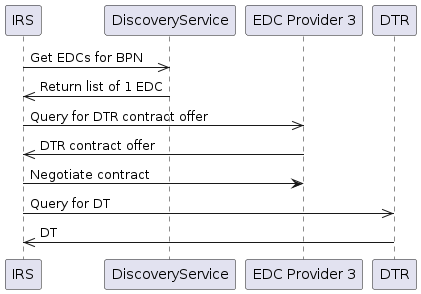 IRS DiscoveryService EDC Provider 3 DTR
Get EDCs for BPN
Return list of 1 EDC
Query for DTR contract offer
DTR contract offer
Negotiate contract
Query for DT
DT
IRS DiscoveryService EDC Provider 3 DTR